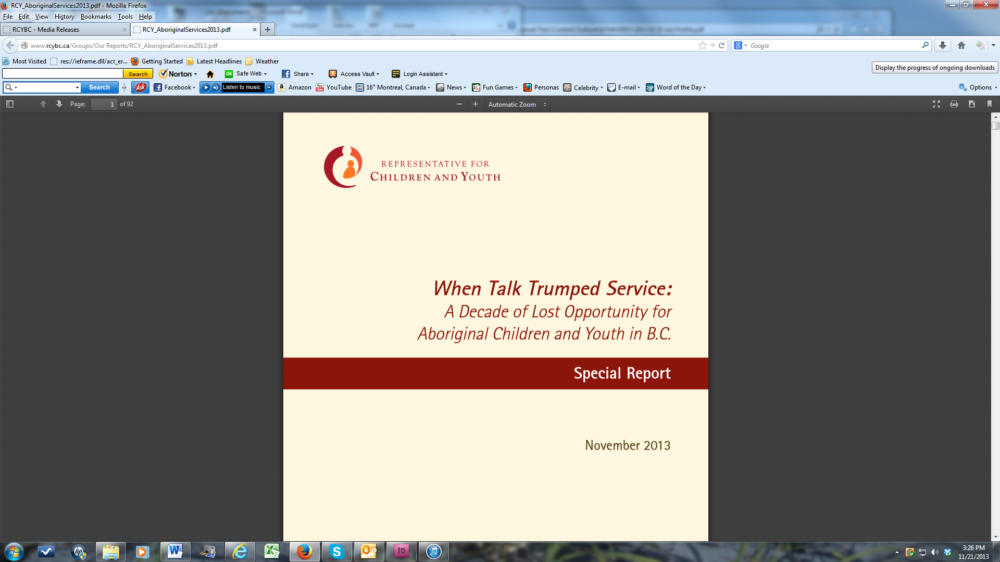 RCY_AboriginalServices2013.pdf - Mozilla Firefox
File Edit View History Bookmarks Tools Help
RCYBC - Media Releases
RCY_AboriginalServices2013.pdf
www.rcybc.ca/Groups/Our Reports/RCY_AboriginalServices2013.pdf
Google
Most Visited res://ieframe.dll/acr_er... Getting Started Latest Headlines Weather
Display the progress of ongoing downloads
Search Norton OK Safe Web Share Access Vault Login Assistant
Search Ask Facebook Listen to music Amazon YouTube 16° Montreal, Canada News Fun Games Personas Celebrity E-mail Word of the Day Options
Page: 1 of 92 Automatic Zoom
REPRESENTATIVE FOR
CHILDREN AND YOUTH
When Talk Trumped Service:
A Decade of Lost Opportunity for
Aboriginal Children and Youth in B.C.
Special Report
November 2013
3:26 PM
11/21/2013